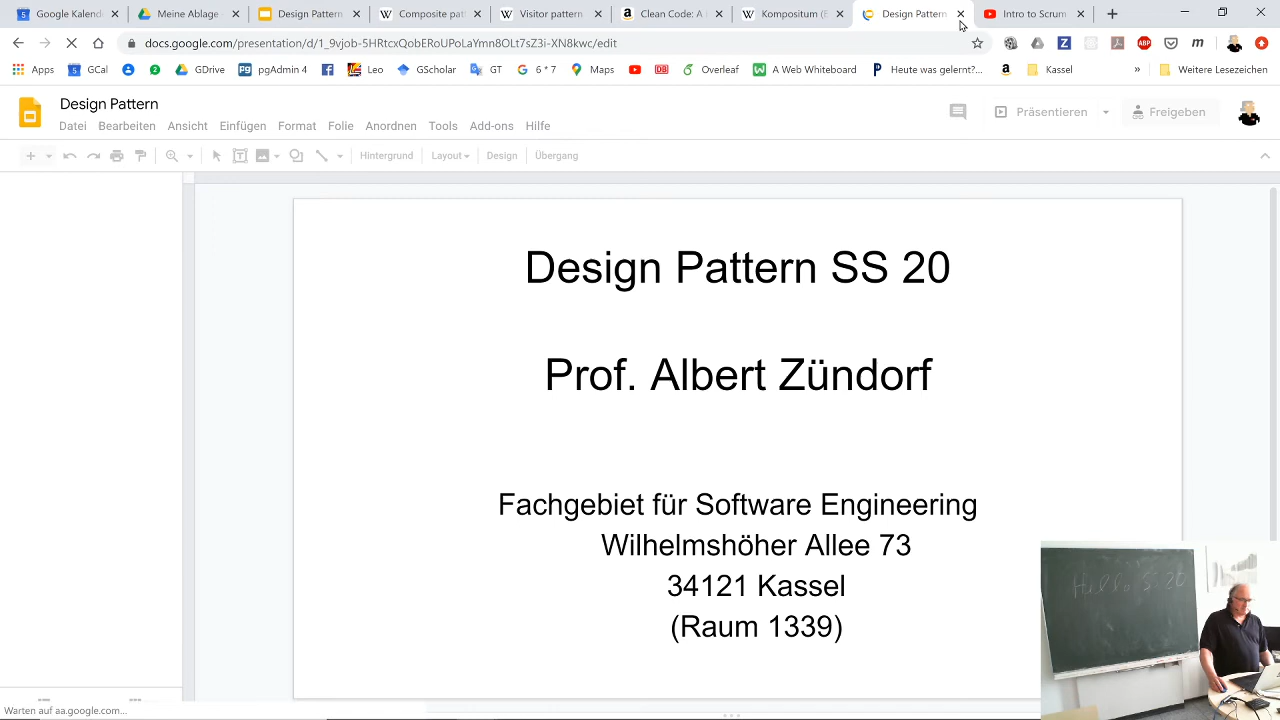 Google Kalende
Meine Ablage
Design Pattern
Composite patt
Visitor pattern
Clean Code: A H
Kompositum (E
Design Pattern
Intro to Scrum
docs.google.com/presentation/d/
/edit
Apps
GCal
GDrive
pgAdmin 4
Leo
GScholar
GT
6 * 7
Maps
Overleaf
A Web Whiteboard
Heute was gelernt?...
Kassel
»
Weitere Lesezeichen
Design Pattern
Datei Bearbeiten Ansicht Einfügen Format Folie Anordnen Tools Add-ons Hilfe
Präsentieren
Freigeben
Hintergrund
Layout
Design
Übergang
Design Pattern SS 20
Prof. Albert Zündorf
Fachgebiet für Software Engineering
Wilhelmshöher Allee 73
34121 Kassel
(Raum 1339)
Hello SS 20
Warten auf aa.google.com...